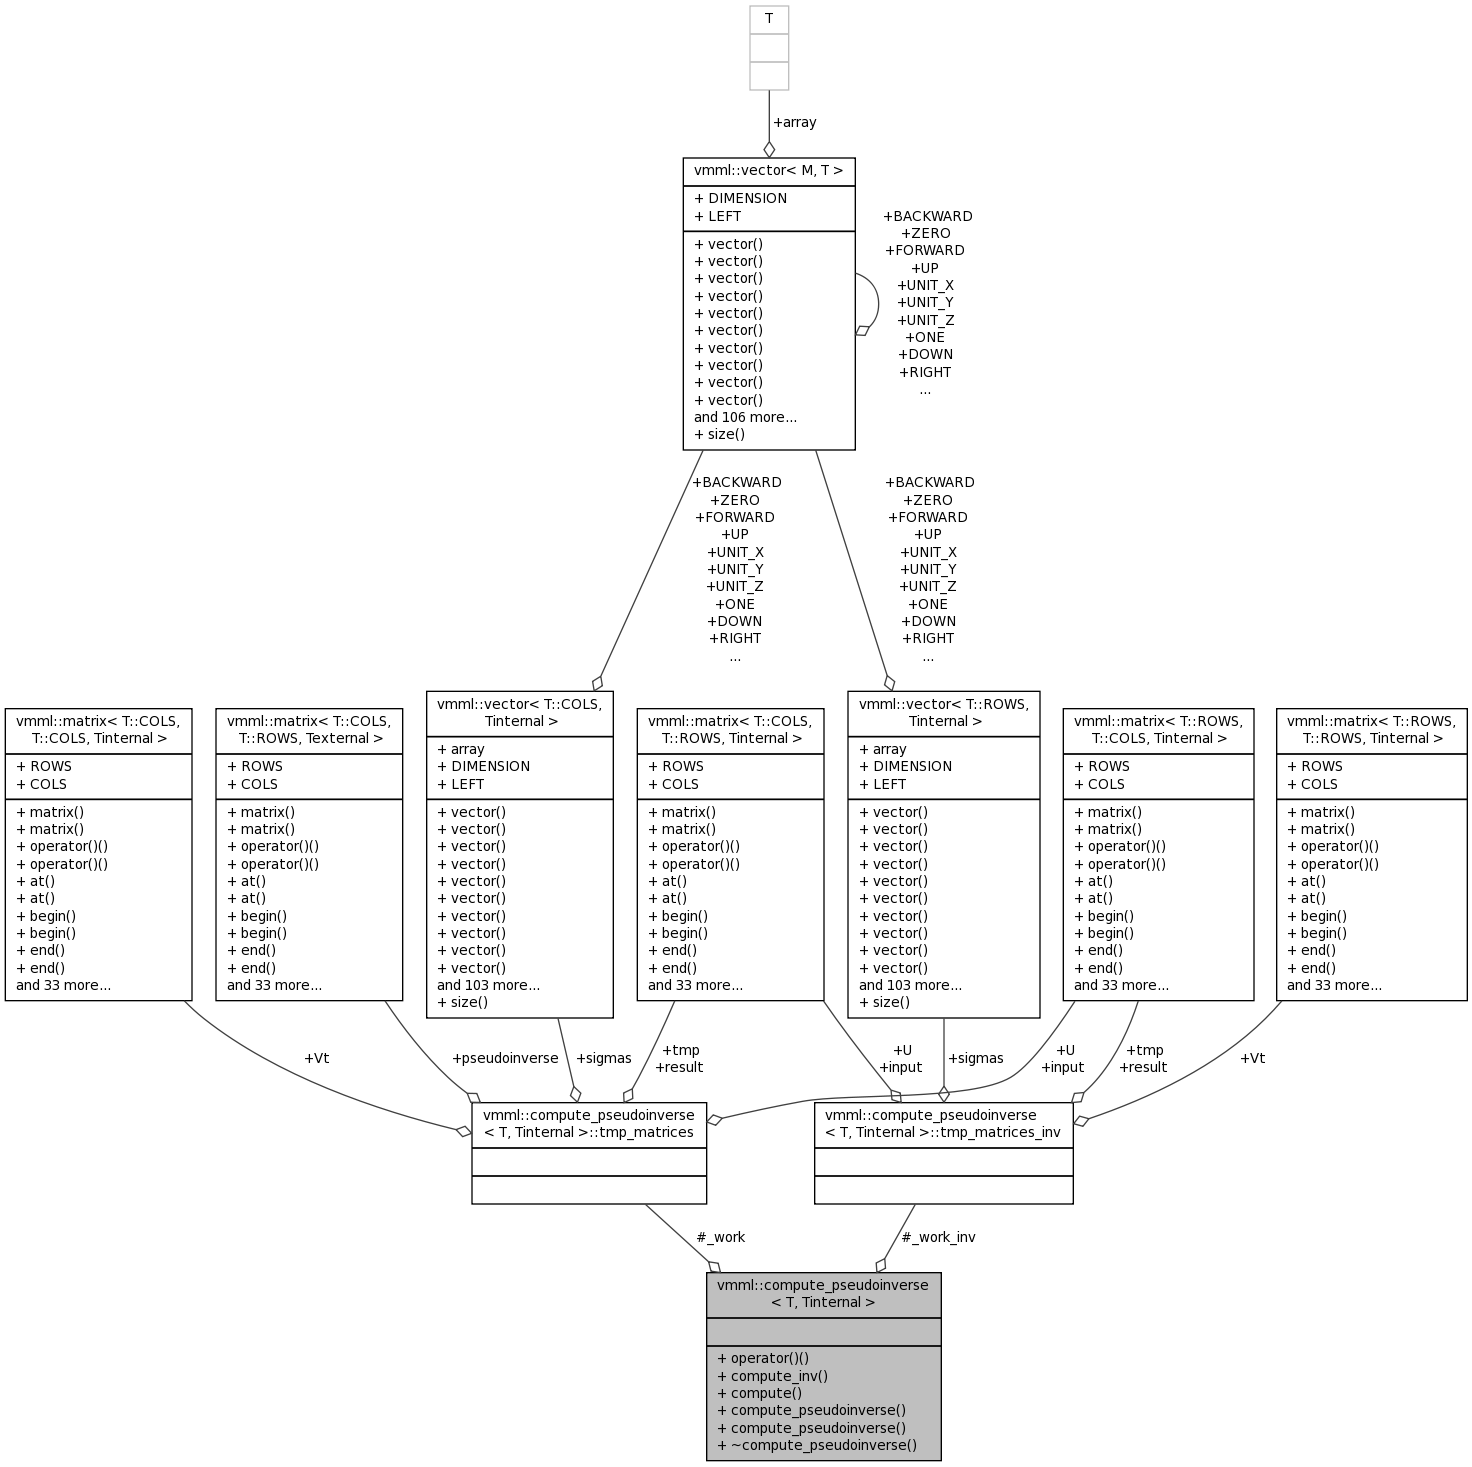 T
+array
vmml::vector< M, T >
+ DIMENSION
+ LEFT
+ vector()
+ vector()
+ vector()
+ vector()
+ vector()
+ vector()
+ vector()
+ vector()
+ vector()
+ vector()
and 106 more...
+ size()
+BACKWARD
+ZERO
+FORWARD
+UP
+UNIT_X
+UNIT_Y
+UNIT_Z
+ONE
+DOWN
+RIGHT
...
+BACKWARD
+ZERO
+FORWARD
+UP
+UNIT_X
+UNIT_Y
+UNIT_Z
+ONE
+DOWN
+RIGHT
...
+BACKWARD
+ZERO
+FORWARD
+UP
+UNIT_X
+UNIT_Y
+UNIT_Z
+ONE
+DOWN
+RIGHT
...
vmml::matrix< T::COLS,
T::COLS, Tinternal >
+ ROWS
+ COLS
+ matrix()
+ matrix()
+ operator()()
+ operator()()
+ at()
+ at()
+ begin()
+ begin()
+ end()
+ end()
and 33 more...
vmml::matrix< T::COLS,
T::ROWS, Texternal >
+ ROWS
+ COLS
+ matrix()
+ matrix()
+ operator()()
+ operator()()
+ at()
+ at()
+ begin()
+ begin()
+ end()
+ end()
and 33 more...
vmml::vector< T::COLS,
Tinternal >
+ array
+ DIMENSION
+ LEFT
+ vector()
+ vector()
+ vector()
+ vector()
+ vector()
+ vector()
+ vector()
+ vector()
+ vector()
+ vector()
and 103 more...
+ size()
vmml::matrix< T::COLS,
T::ROWS, Tinternal >
+ ROWS
+ COLS
+ matrix()
+ matrix()
+ operator()()
+ operator()()
+ at()
+ at()
+ begin()
+ begin()
+ end()
+ end()
and 33 more...
vmml::vector< T::ROWS,
Tinternal >
+ array
+ DIMENSION
+ LEFT
+ vector()
+ vector()
+ vector()
+ vector()
+ vector()
+ vector()
+ vector()
+ vector()
+ vector()
+ vector()
and 103 more...
+ size()
vmml::matrix< T::ROWS,
T::COLS, Tinternal >
+ ROWS
+ COLS
+ matrix()
+ matrix()
+ operator()()
+ operator()()
+ at()
+ at()
+ begin()
+ begin()
+ end()
+ end()
and 33 more...
vmml::matrix< T::ROWS,
T::ROWS, Tinternal >
+ ROWS
+ COLS
+ matrix()
+ matrix()
+ operator()()
+ operator()()
+ at()
+ at()
+ begin()
+ begin()
+ end()
+ end()
and 33 more...
+Vt
+pseudoinverse
+sigmas
+tmp
+result
+U
+input
+sigmas
+U
+input
+tmp
+result
+Vt
vmml::compute_pseudoinverse
< T, Tinternal >::tmp_matrices
vmml::compute_pseudoinverse
< T, Tinternal >::tmp_matrices_inv
#_work
#_work_inv
vmml::compute_pseudoinverse
< T, Tinternal >
+ operator()()
+ compute_inv()
+ compute()
+ compute_pseudoinverse()
+ compute_pseudoinverse()
+ ~compute_pseudoinverse()